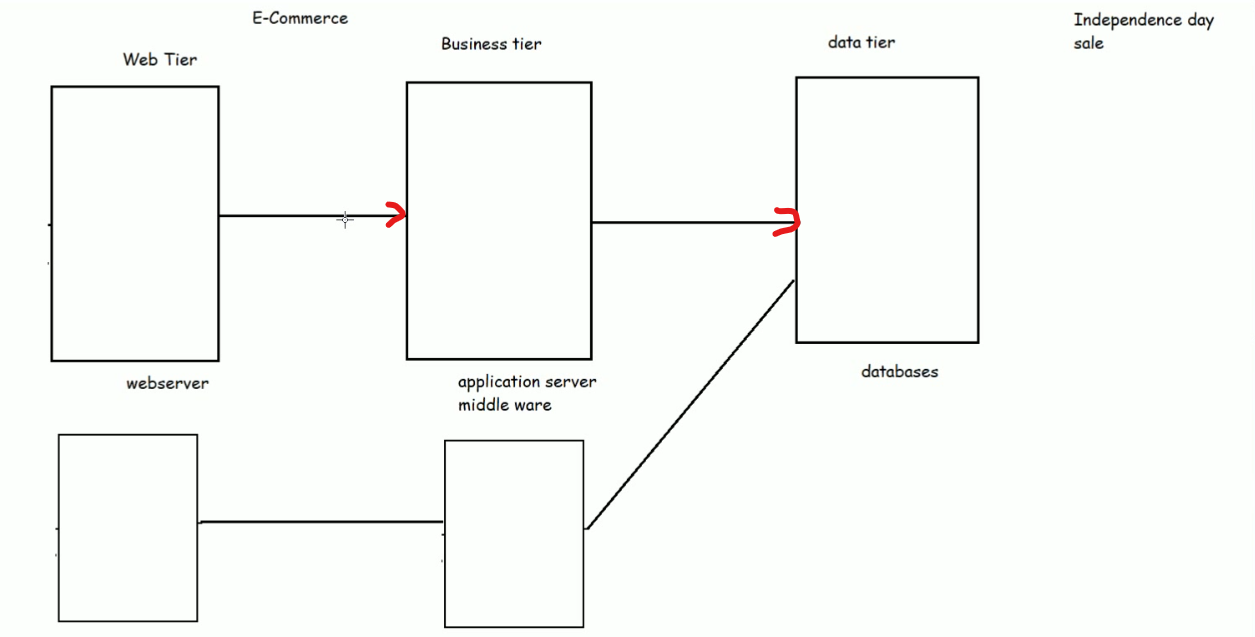 E-Commerce
Independence day
sale
Web Tier
Business tier
data tier
webserver
application server
middle ware
databases